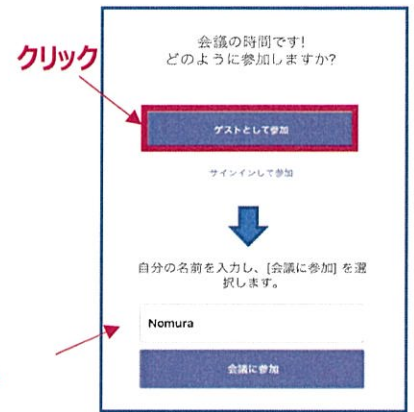 クリック
会議の時間です!
どのように参加しますか?
ゲストとして参加
サインインして参加
自分の名前を入力し、[会議に参加] を選
択します。
Nomura
会議に参加